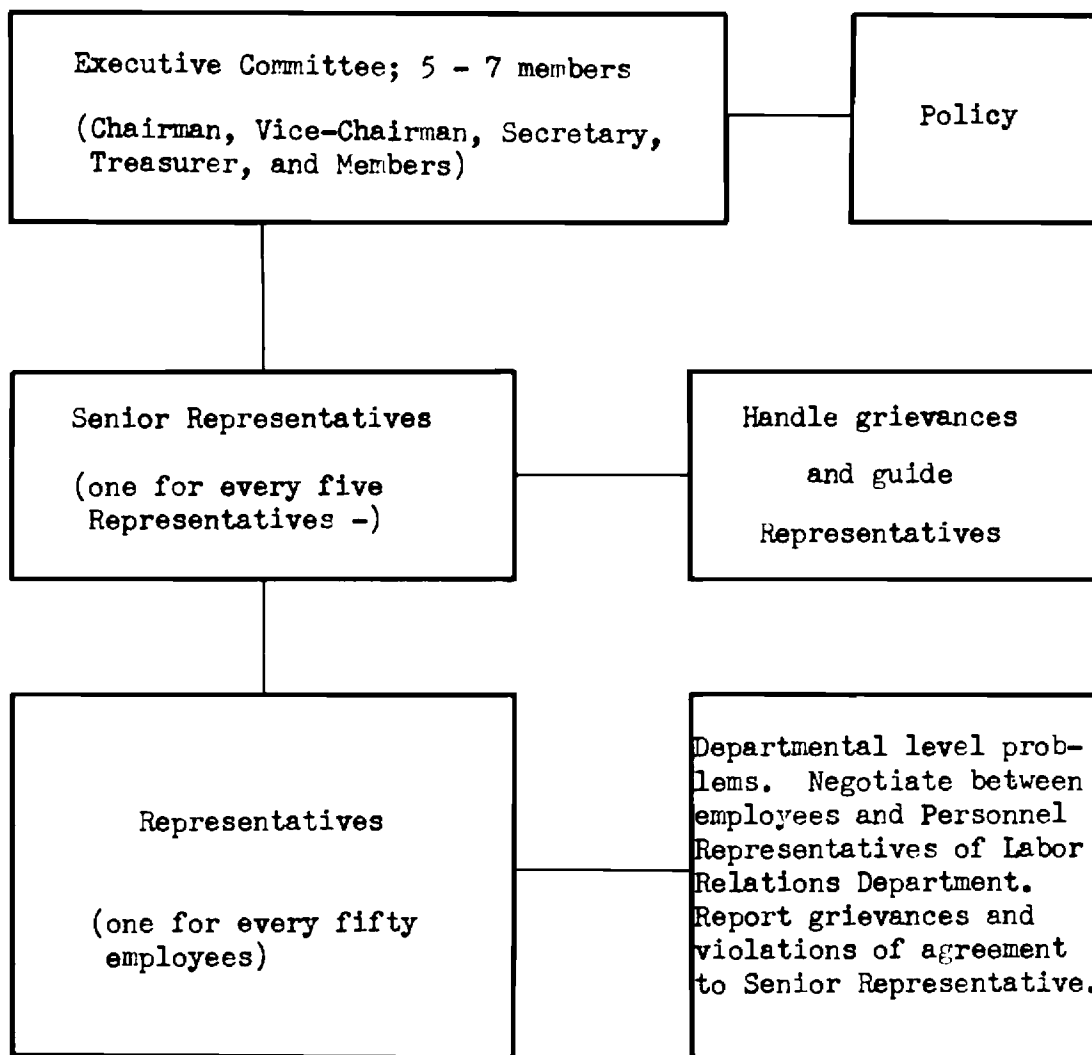 Executive Committee; 5 - 7 members
(Chairman, Vice-Chairman, Secretary,
Treasurer, and Members)
Policy
Senior Representatives
(one for every five
Representatives -)
Handle grievances
and guide
Representatives
Representatives
(one for every fifty
employees)
Departmental level prob-
lems. Negotiate between
employees and Personnel
Representatives of Labor
Relations Department.
Report grievances and
violations of agreement
to Senior Representative.